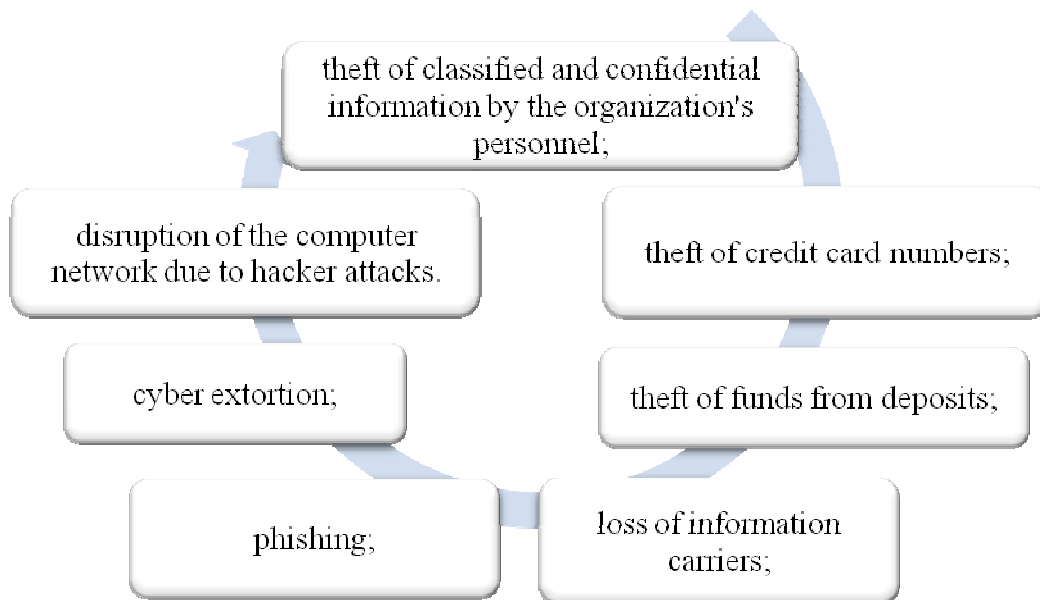 theft of classified and confidential
information by the organization's
personnel;
theft of credit card numbers;
theft of funds from deposits;
loss of information
carriers;
phishing;
cyber extortion;
disruption of the computer
network due to hacker attacks.